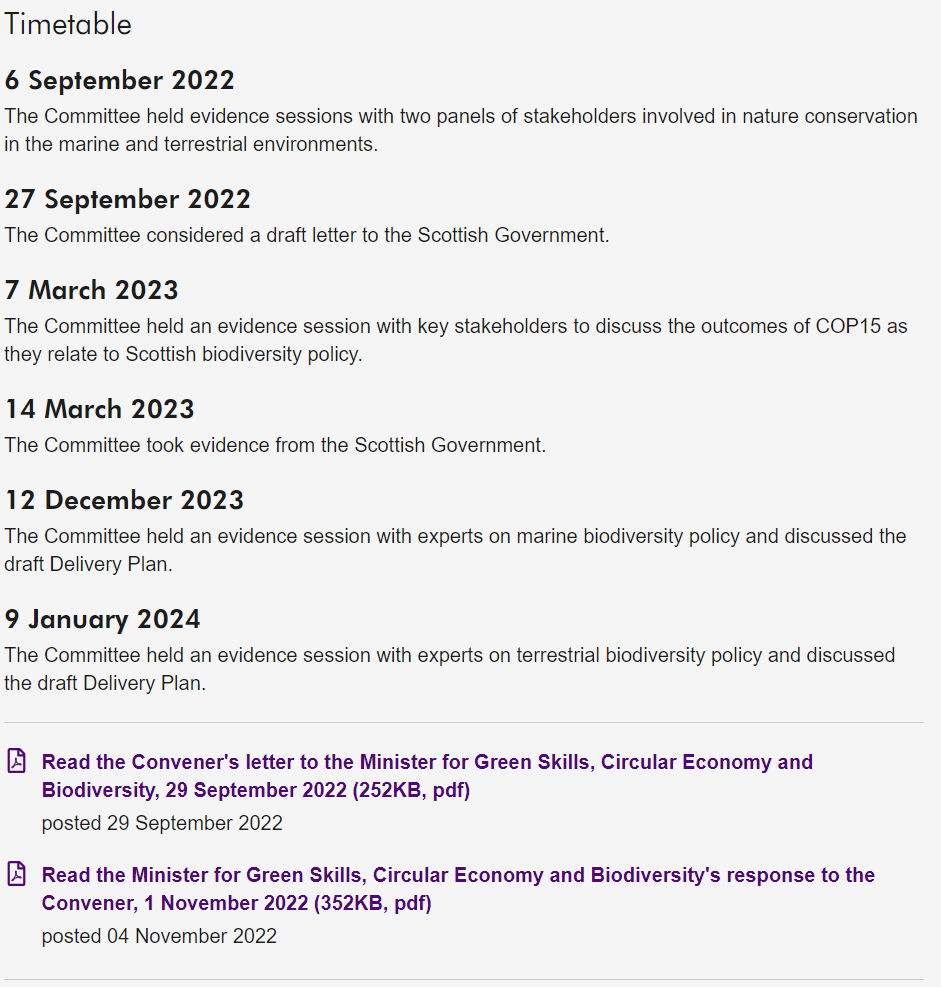 Timetable
6 September 2022
The Committee held evidence sessions with two panels of stakeholders involved in nature conservation
in the marine and terrestrial environments.
27 September 2022
The Committee considered a draft letter to the Scottish Government.
7 March 2023
The Committee held an evidence session with key stakeholders to discuss the outcomes of COP15 as
they relate to Scottish biodiversity policy.
14 March 2023
The Committee took evidence from the Scottish Government.
12 December 2023
The Committee held an evidence session with experts on marine biodiversity policy and discussed the
draft Delivery Plan.
9 January 2024
The Committee held an evidence session with experts on terrestrial biodiversity policy and discussed
the draft Delivery Plan.
Read the Convener's letter to the Minister for Green Skills, Circular Economy and
Biodiversity, 29 September 2022 (252KB, pdf)
posted 29 September 2022
Read the Minister for Green Skills, Circular Economy and Biodiversity's response to the
Convener, 1 November 2022 (352KB, pdf)
posted 04 November 2022